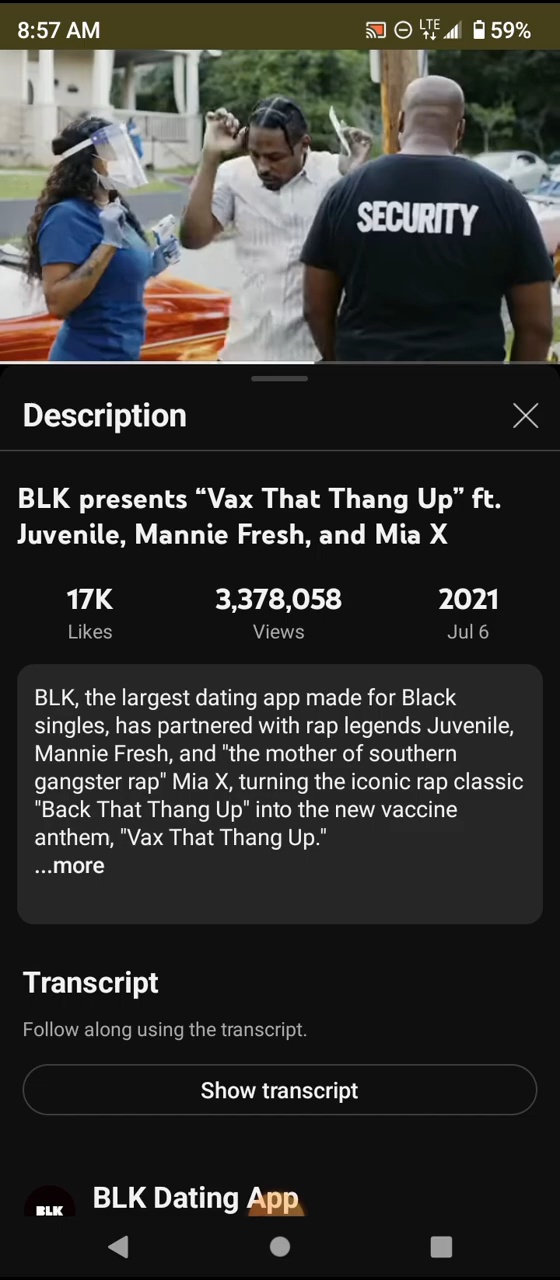 8:57 AM
LTE
59%
SECURITY
Description
BLK presents “Vax That Thang Up” ft.
Juvenile, Mannie Fresh, and Mia X
17K
3,378,058
2021
Likes
Views
Jul 6
BLK, the largest dating app made for Black
singles, has partnered with rap legends Juvenile,
Mannie Fresh, and "the mother of southern
gangster rap" Mia X, turning the iconic rap classic
"Back That Thang Up" into the new vaccine
anthem, "Vax That Thang Up."
...more
Transcript
Follow along using the transcript.
Show transcript
BLK Dating App
BLK